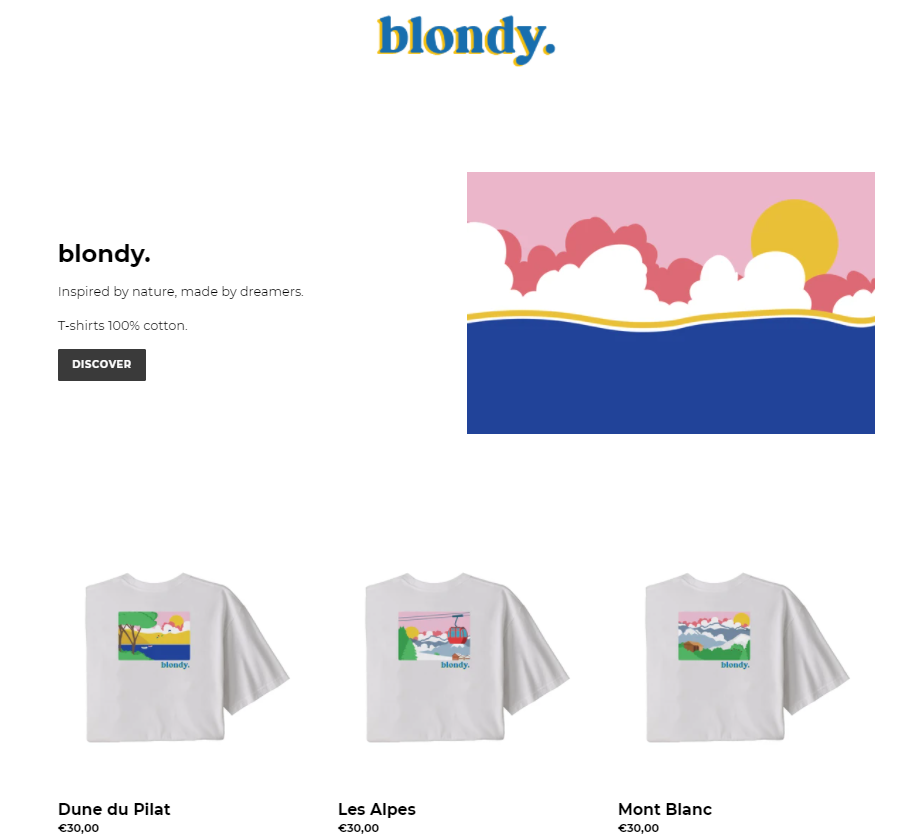 blondy.
blondy.
Inspired by nature, made by dreamers.
T-shirts 100% cotton.
DISCOVER
blondy.
blondy.
blondy.
Dune du Pilat
Les Alpes
Mont Blanc
€30,00
€30,00
€30,00